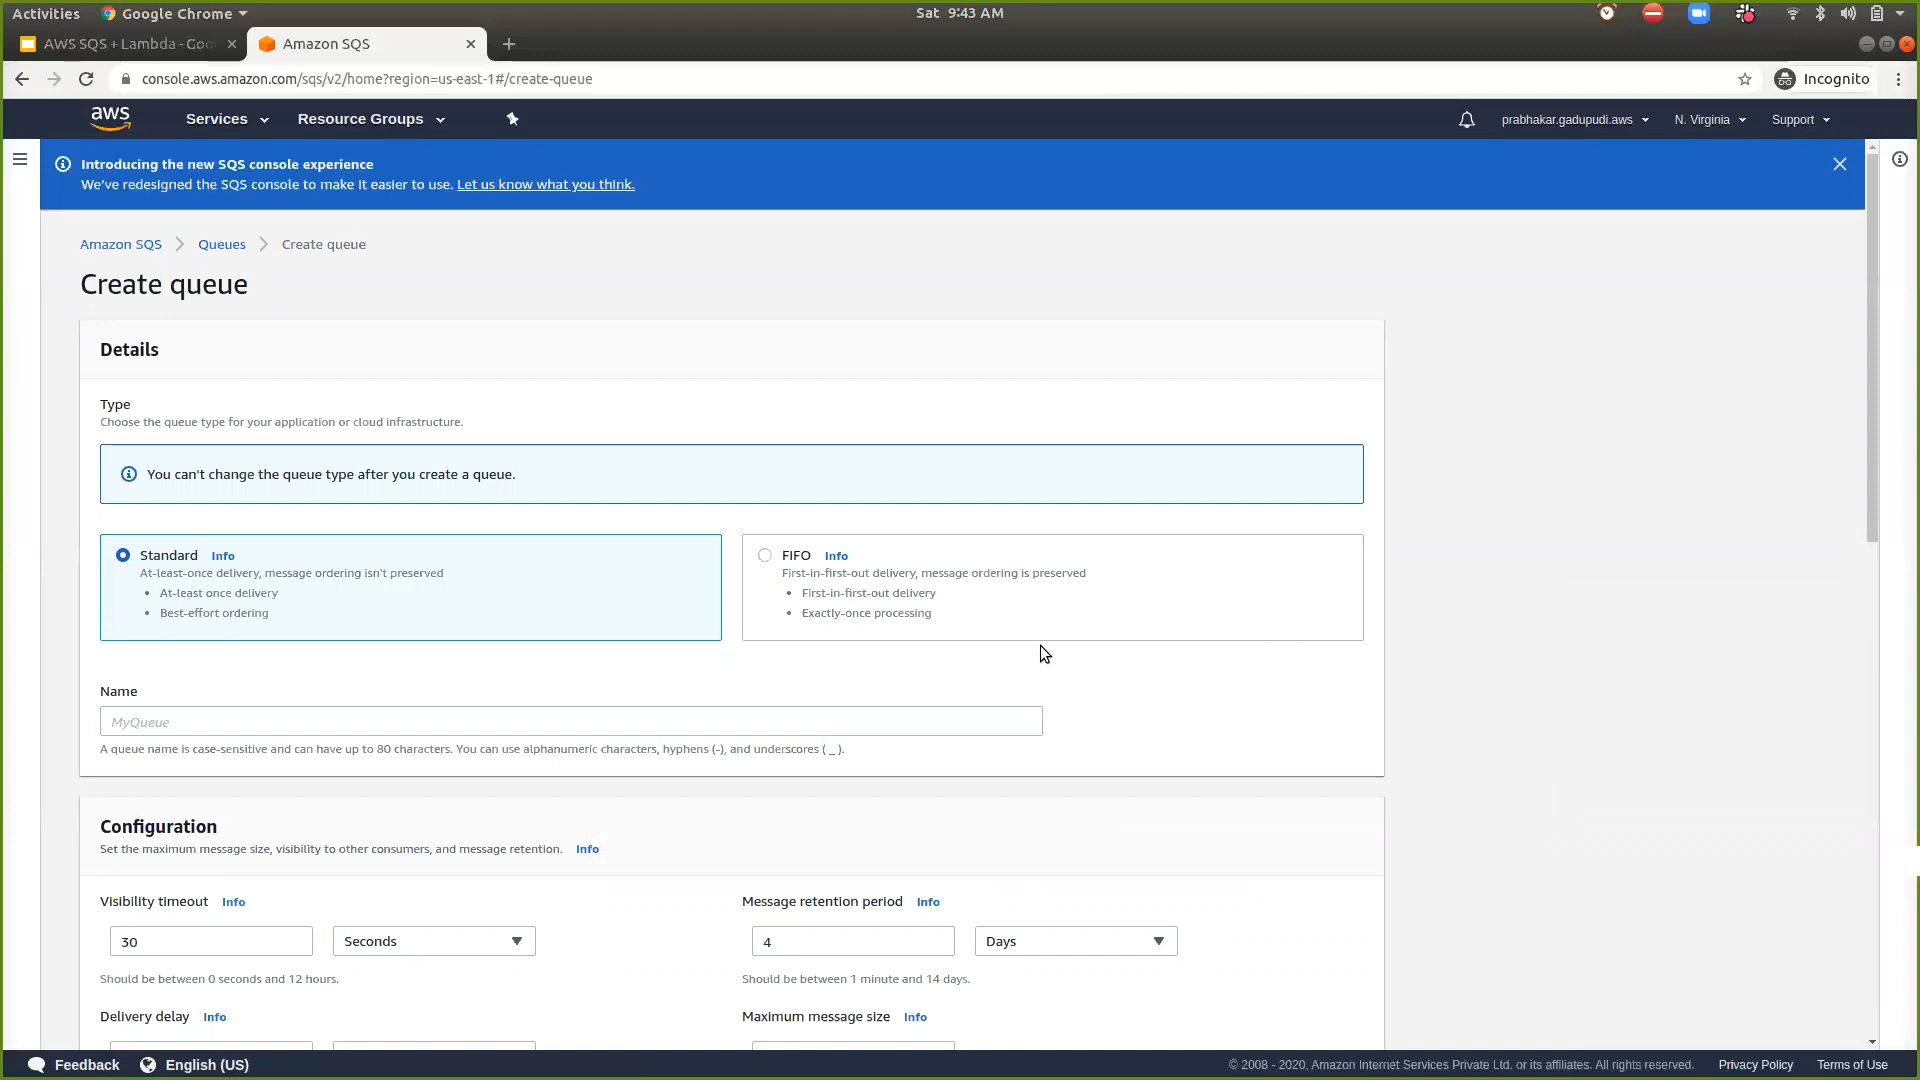 Activities Google Chrome Sat 9:43 AM
AWS SQS + Lambda - Goo Amazon SQS
console.aws.amazon.com/sqs/v2/home?region=us-east-1#/create-queue Incognito
aws Services Resource Groups prabhakar.gadupudi.aws N. Virginia Support
Introducing the new SQS console experience
We've redesigned the SQS console to make it easier to use. Let us know what you think.
Amazon SQS Queues Create queue
Create queue
Details
Type
Choose the queue type for your application or cloud infrastructure.
You can't change the queue type after you create a queue.
Standard Info
At-least-once delivery, message ordering isn't preserved
• At-least once delivery
• Best-effort ordering
FIFO Info
First-in-first-out delivery, message ordering is preserved
• First-in-first-out delivery
• Exactly-once processing
Name
MyQueue
A queue name is case-sensitive and can have up to 80 characters. You can use alphanumeric characters, hyphens (-), and underscores ( _ ).
Configuration
Set the maximum message size, visibility to other consumers, and message retention. Info
Visibility timeout Info
30 Seconds
Should be between 0 seconds and 12 hours.
Message retention period Info
4 Days
Should be between 1 minute and 14 days.
Delivery delay Info
Maximum message size Info
Feedback English (US) © 2008 - 2020, Amazon Internet Services Private Ltd. or its affiliates. All rights reserved. Privacy Policy Terms of Use